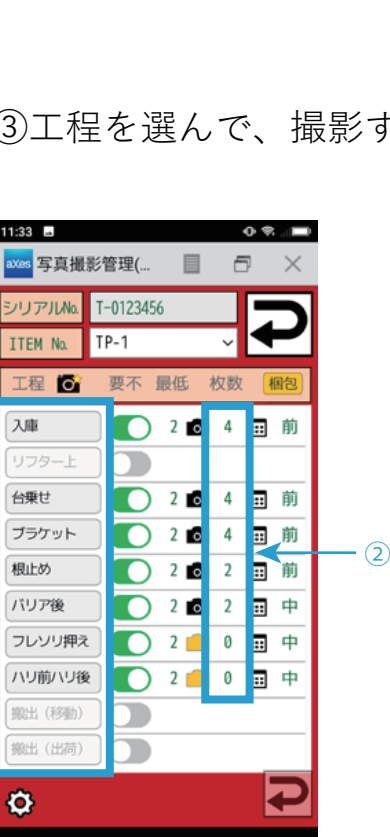 ③工程を選んで、撮影す
11:33
aXes 写真撮影管理(...
シリアルNo. T-0123456
ITEM No. TP-1
工程 要不 最低 枚数 梱包
入庫 2 4 前
リフター上
台乗せ 2 4 前
ブラケット 2 4 前
根止め 2 2 前
バリア後 2 2 中
フレソリ押え 2 0 中
ハリ前ハリ後 2 0 中
搬出（移動）
搬出（出荷）
②